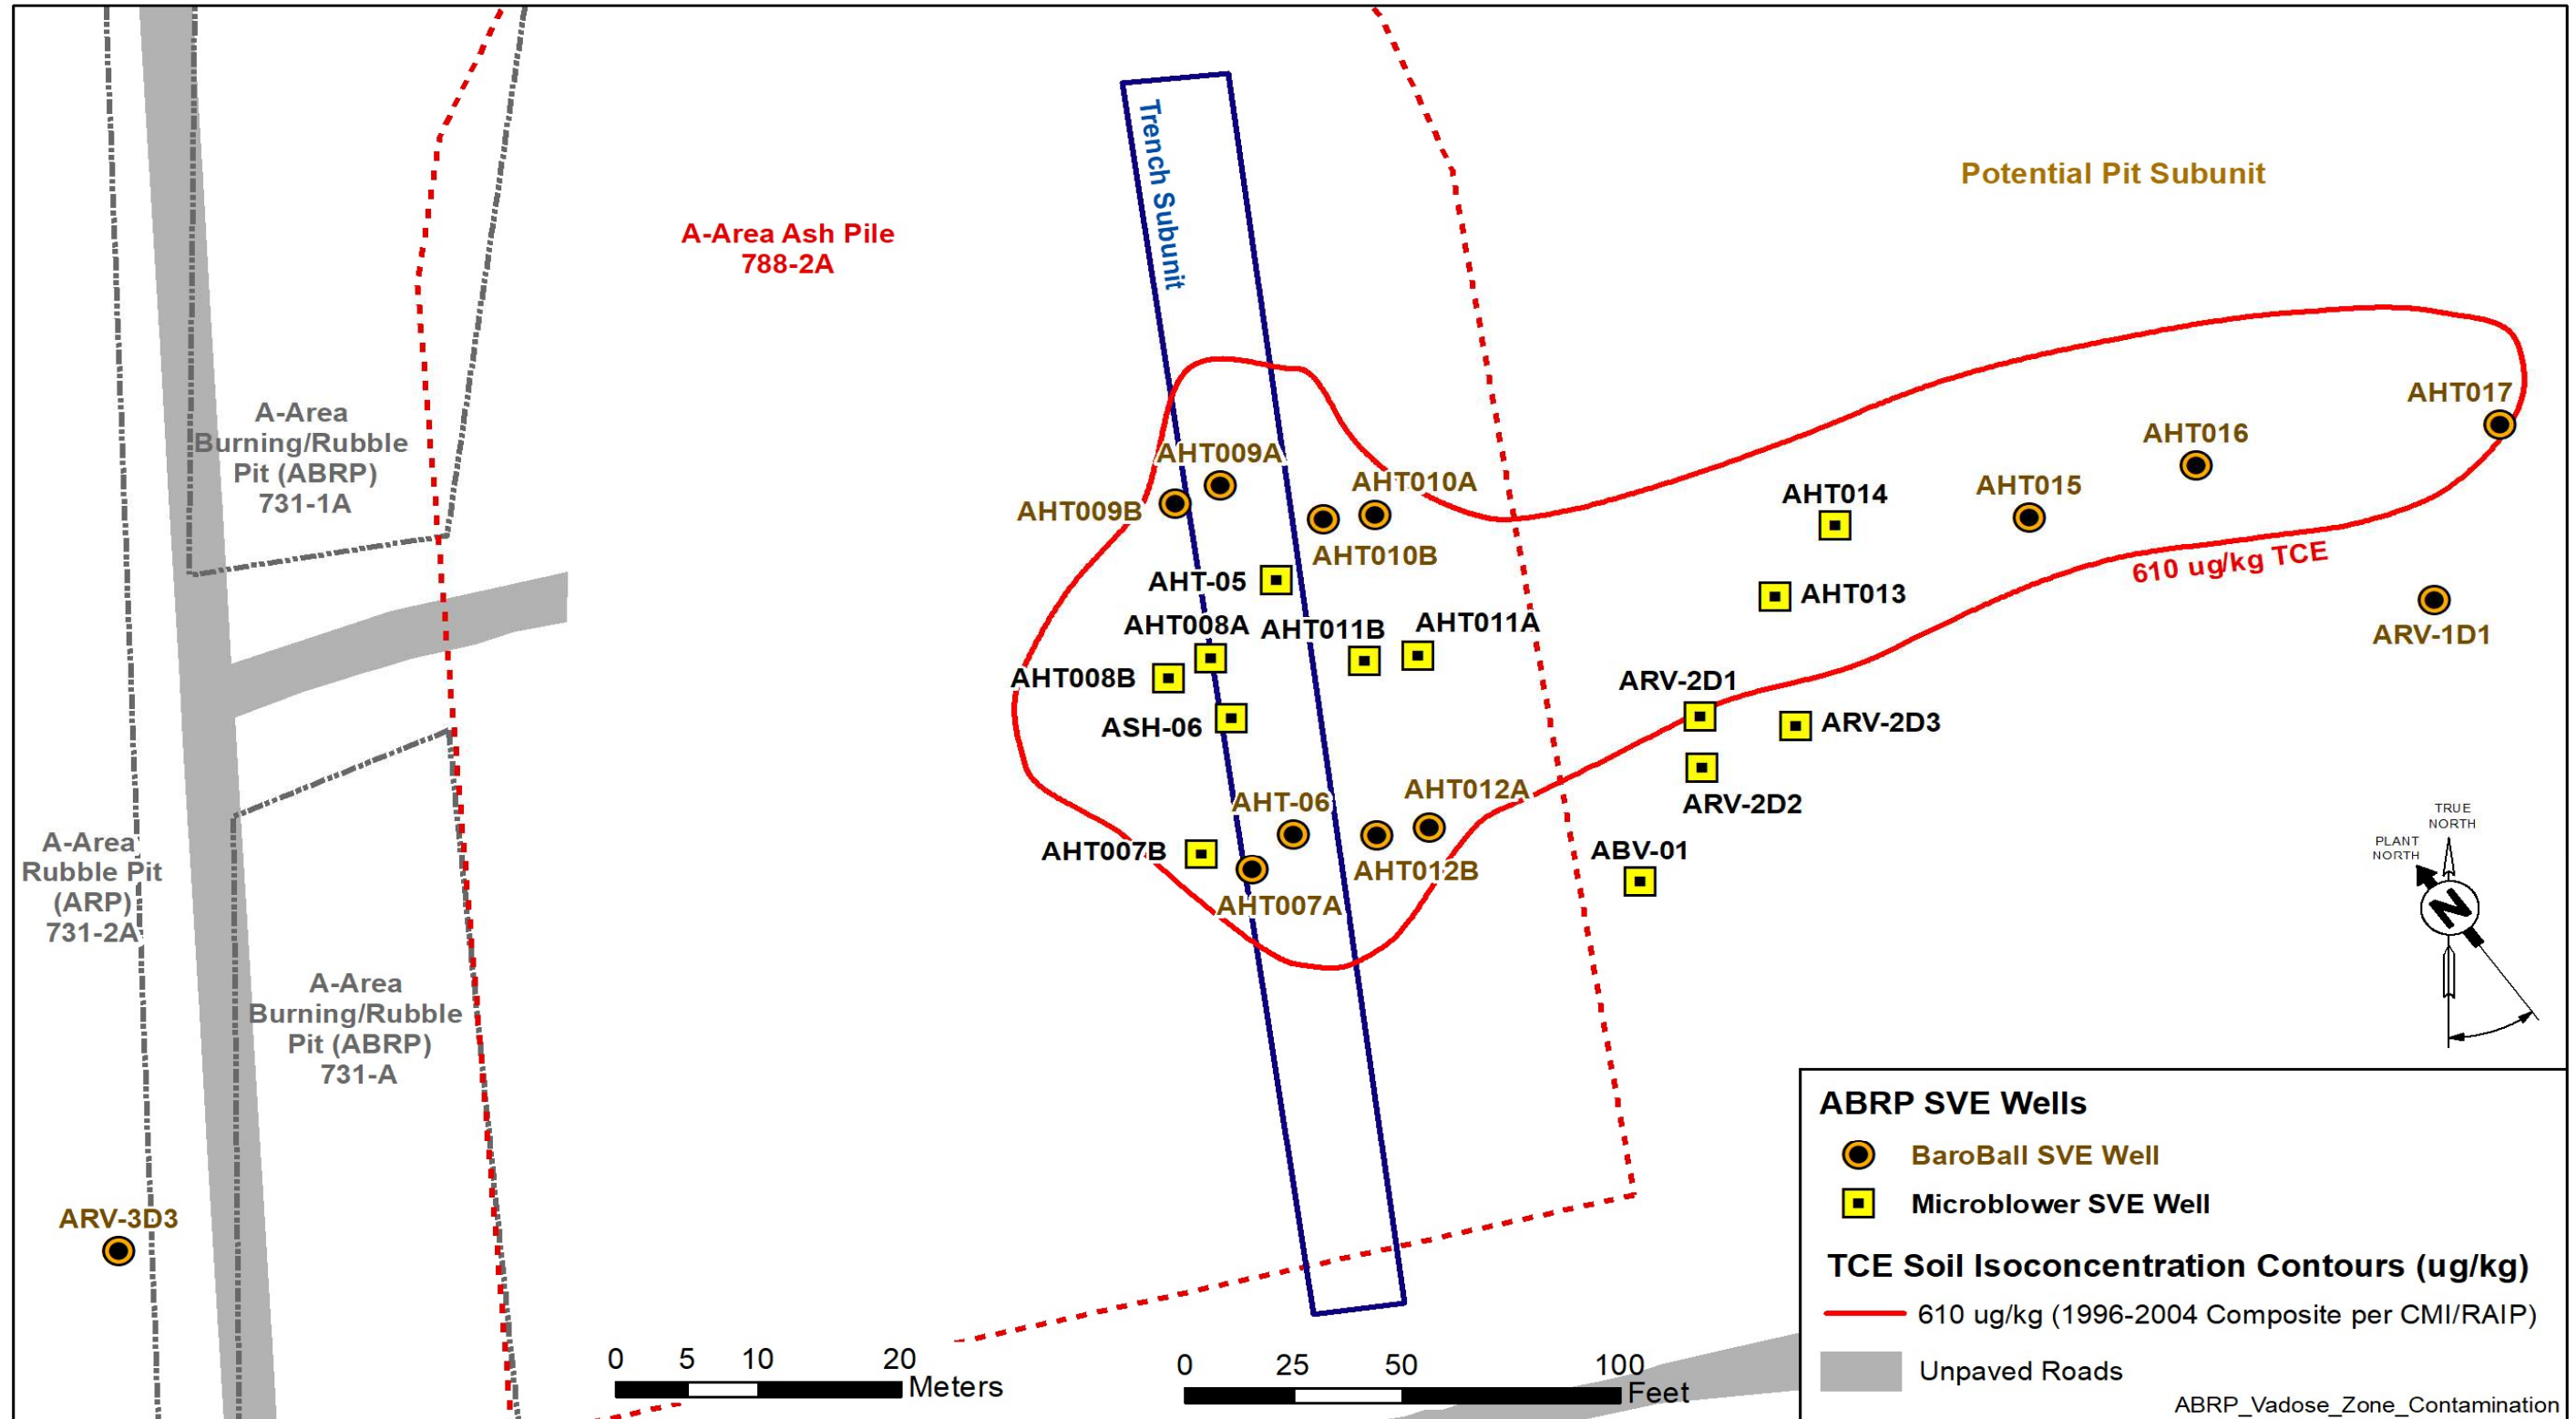 Trench Subunit
Potential Pit Subunit
A-Area Ash Pile
788-2A
A-Area
Burning/Rubble
Pit (ABRP)
731-1A
AHT017
AHT016
AHT015
AHT014
AHT013
AHT009A
AHT009B
AHT010A
AHT010B
610 ug/kg TCE
ARV-1D1
AHT-05
AHT008A
AHT011B
AHT011A
AHT008B
ASH-06
ARV-2D1
ARV-2D3
ARV-2D2
AHT-06
AHT012A
AHT007B
AHT012B
AHT007A
ABV-01
A-Area
Rubble Pit
(ARP)
731-2A
A-Area
Burning/Rubble
Pit (ABRP)
731-A
ARV-3D3
TRUE
NORTH
PLANT
NORTH
N
0 5 10 20
Meters
0 25 50 100
Feet
ABRP SVE Wells
BaroBall SVE Well
Microblower SVE Well
TCE Soil Isoconcentration Contours (ug/kg)
610 ug/kg (1996-2004 Composite per CMI/RAIP)
Unpaved Roads
ABRP_Vadose_Zone_Contamination